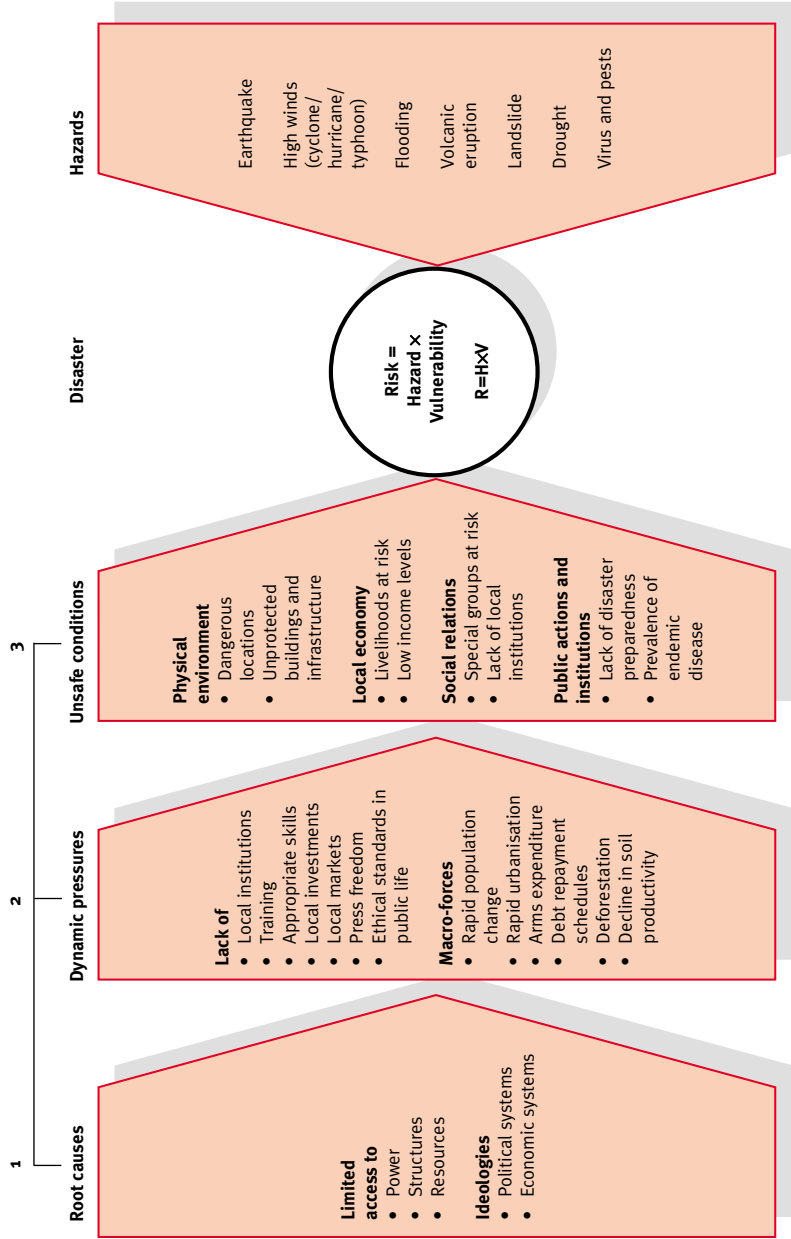 1
2
3
Root causes
Dynamic pressures
Unsafe conditions
Disaster
Hazards
Limited
access to
• Power
• Structures
• Resources
Ideologies
• Political systems
• Economic systems
Lack of
• Local institutions
• Training
• Appropriate skills
• Local investments
• Local markets
• Press freedom
• Ethical standards in
public life
Macro-forces
• Rapid population
change
• Rapid urbanisation
• Arms expenditure
• Debt repayment
schedules
• Deforestation
• Decline in soil
productivity
Physical
environment
• Dangerous
locations
• Unprotected
buildings and
infrastructure
Local economy
• Livelihoods at risk
• Low income levels
Social relations
• Special groups at risk
• Lack of local
institutions
Public actions and
institutions
• Lack of disaster
preparedness
• Prevalence of
endemic
disease
Risk =
Hazard ×
Vulnerability
R=H×V
Earthquake
High winds
(cyclone/
hurricane/
typhoon)
Flooding
Volcanic
eruption
Landslide
Drought
Virus and pests